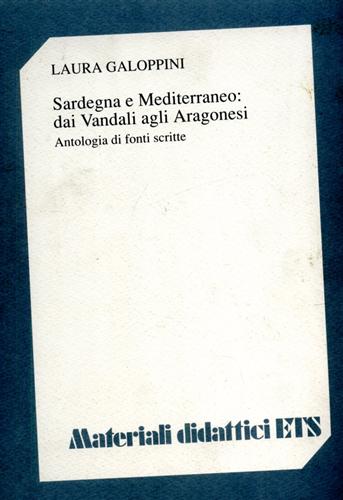 LAURA GALOPPINI
Sardegna e Mediterraneo:
dai Vandali agli Aragonesi
Antologia di fonti scritte
Materiali didattici ETS